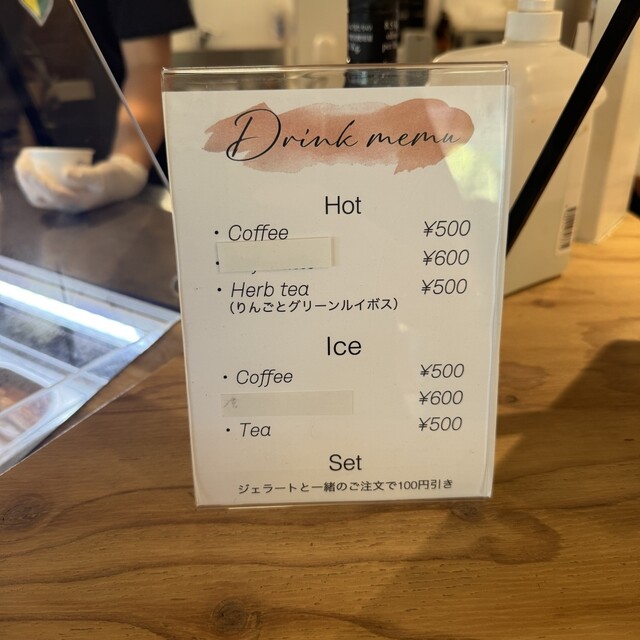 Drink memu
Hot
・Coffee ¥500
・ ¥600
・Herb tea ¥500
（りんごとグリーンルイボス）
Ice
・Coffee ¥500
¥600
・Tea ¥500
Set
ジェラートと一緒のご注文で100円引き